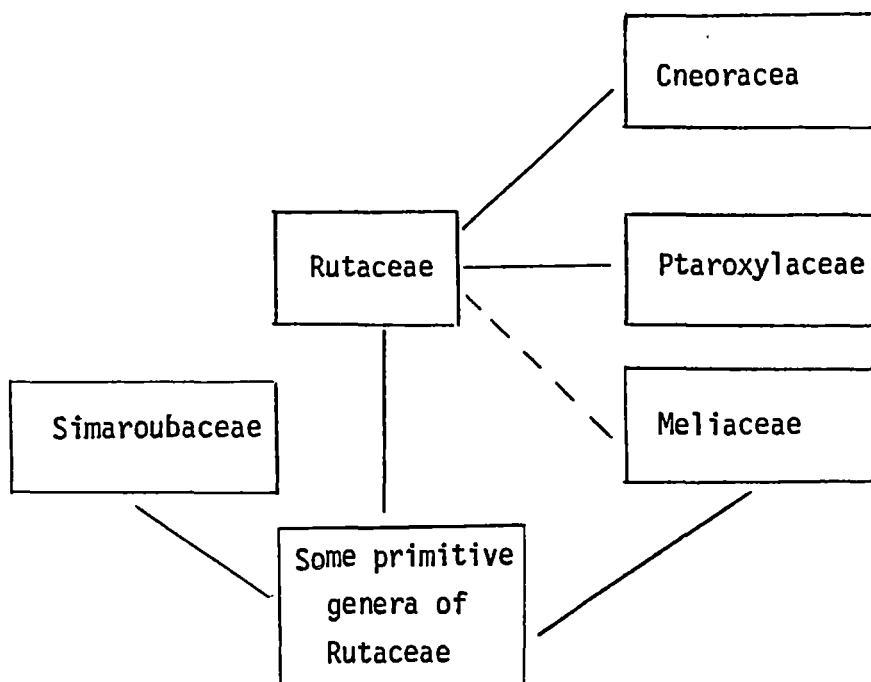 Cneoracea
Rutaceae
Ptaroxylaceae
Simaroubaceae
Meliaceae
Some primitive
genera of
Rutaceae